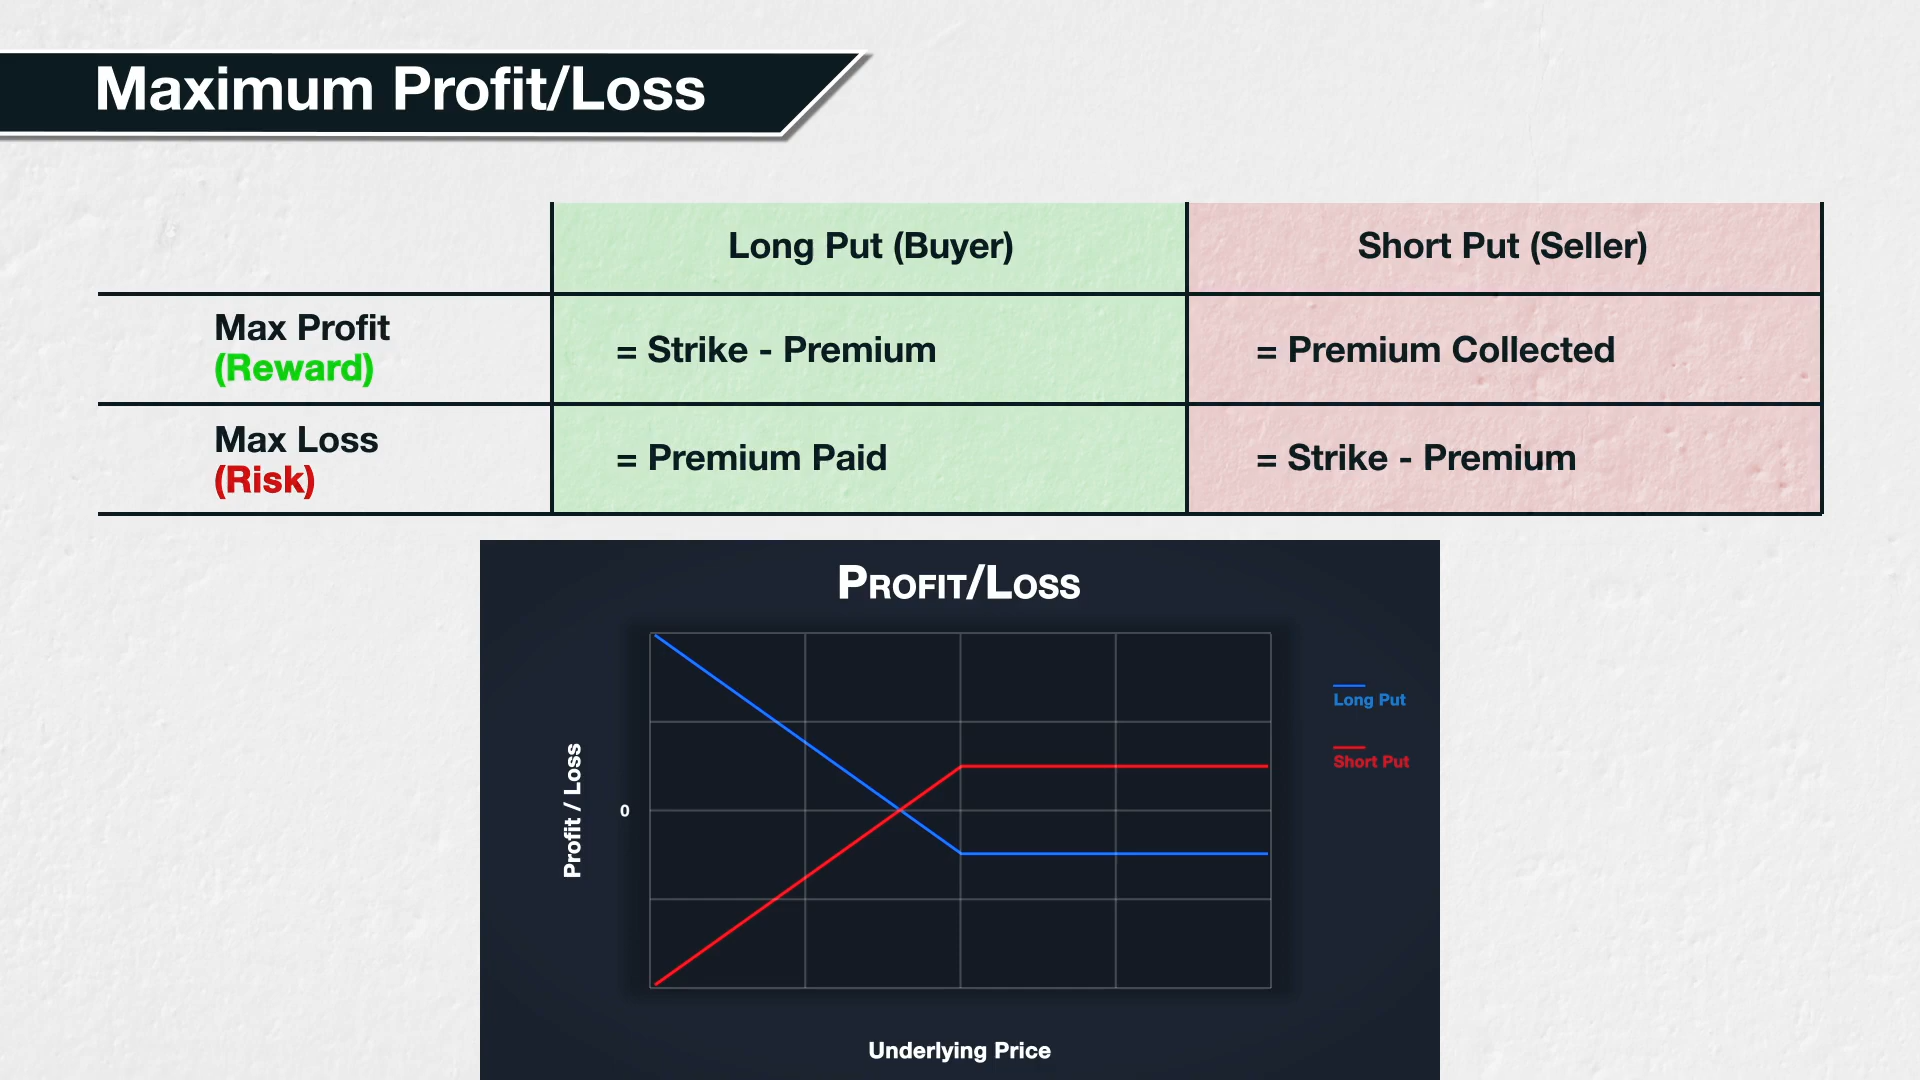 Maximum Profit/Loss
Long Put (Buyer)
Short Put (Seller)
Max Profit
(Reward)
= Strike - Premium
= Premium Collected
Max Loss
(Risk)
= Premium Paid
= Strike - Premium
Profit/Loss
Profit / Loss
0
Long Put
Short Put
Underlying Price